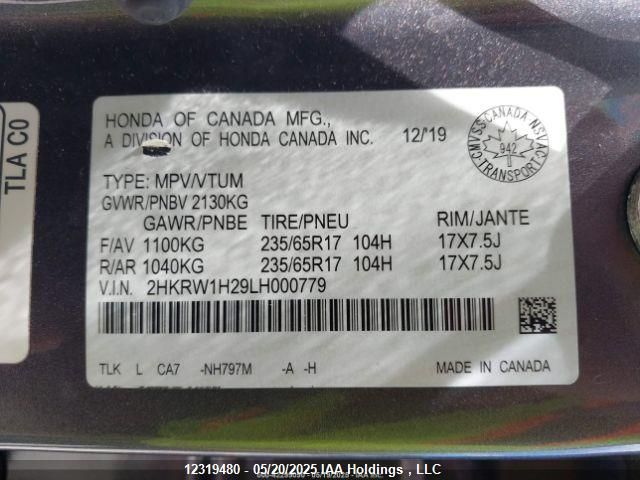 HONDA OF CANADA MFG.,
A DIVISION OF HONDA CANADA INC. 12/'19
CMVSS CANADA NSVAC
942
TRANSPORT
TYPE: MPV/VTUM
GVWR/PNBV 2130KG
GAWR/PNBE TIRE/PNEU RIM/JANTE
F/AV 1100KG 235/65R17 104H 17X7.5J
R/AR 1040KG 235/65R17 104H 17X7.5J
V.I.N. 2HKRW1H29LH000779
TLK L CA7 -NH797M -A -H MADE IN CANADA
TLA C0
12319480 - 05/20/2025 IAA Holdings , LLC